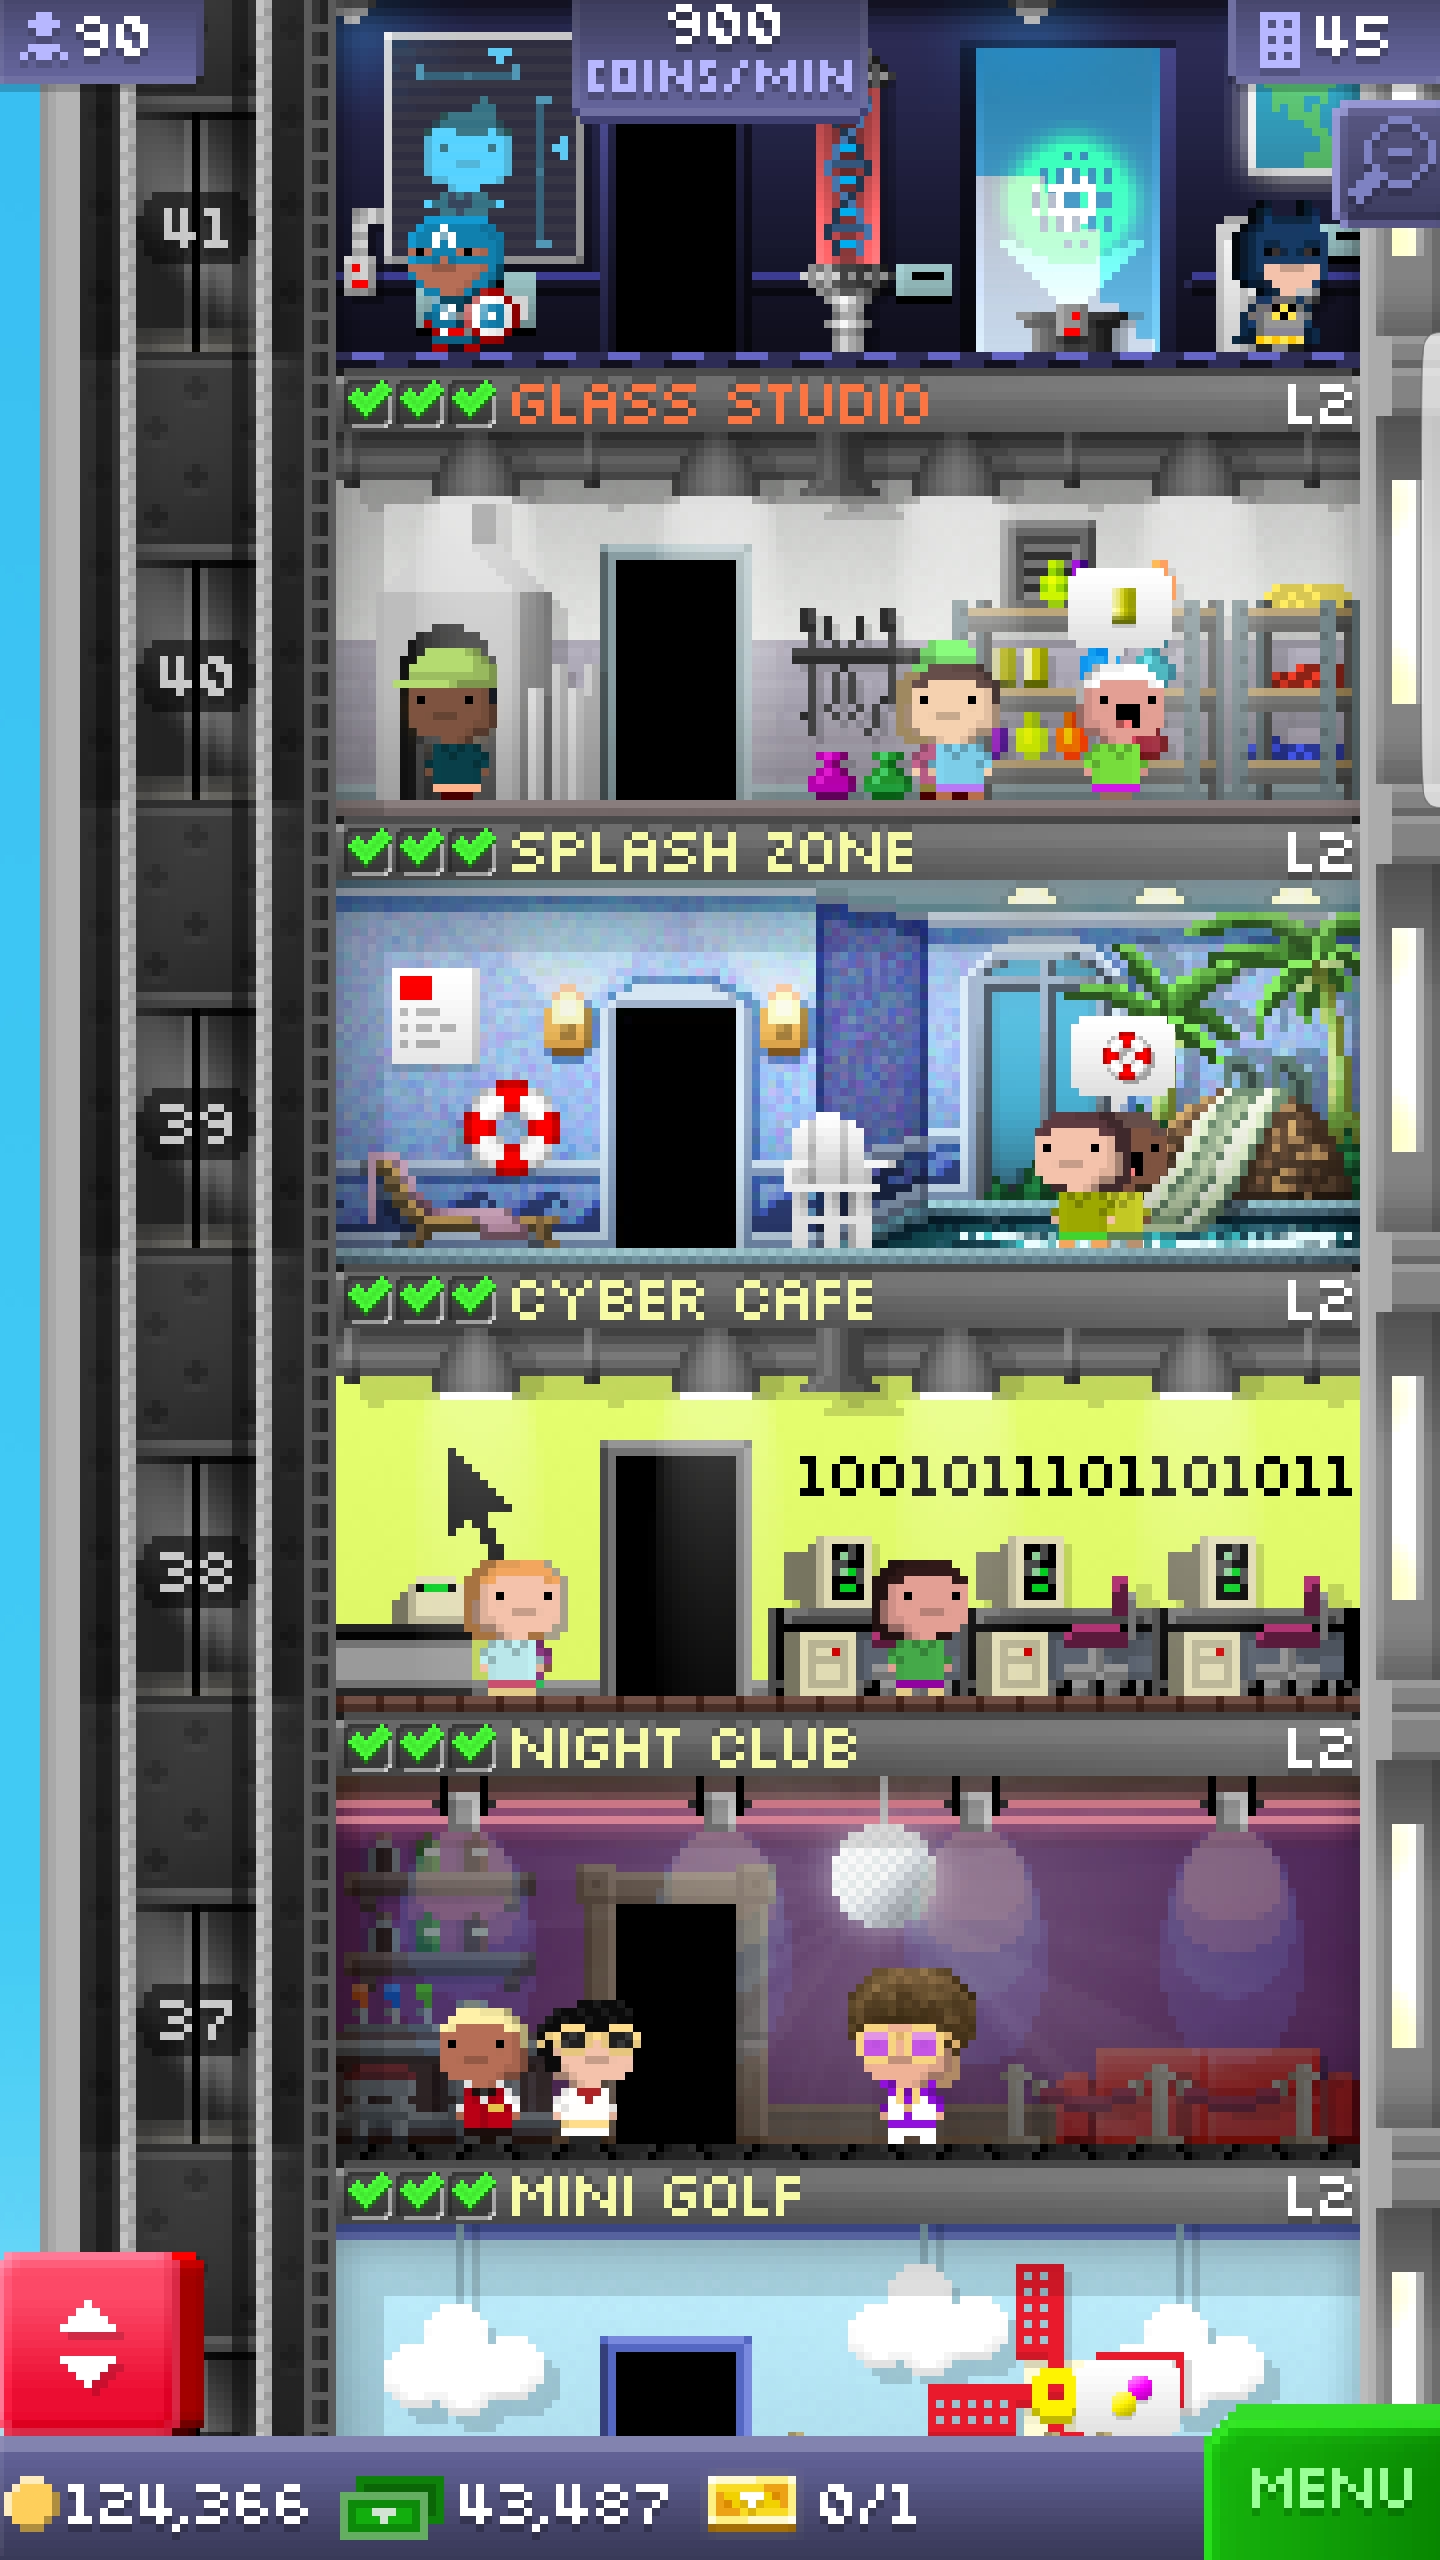 90
900
COINS/MIN
45
41
GLASS STUDIO L2
40
SPLASH ZONE L2
39
CYBER CAFE L2
1001011101101011
38
NIGHT CLUB L2
37
MINI GOLF L2
124,366 43,487 0/1
MENU